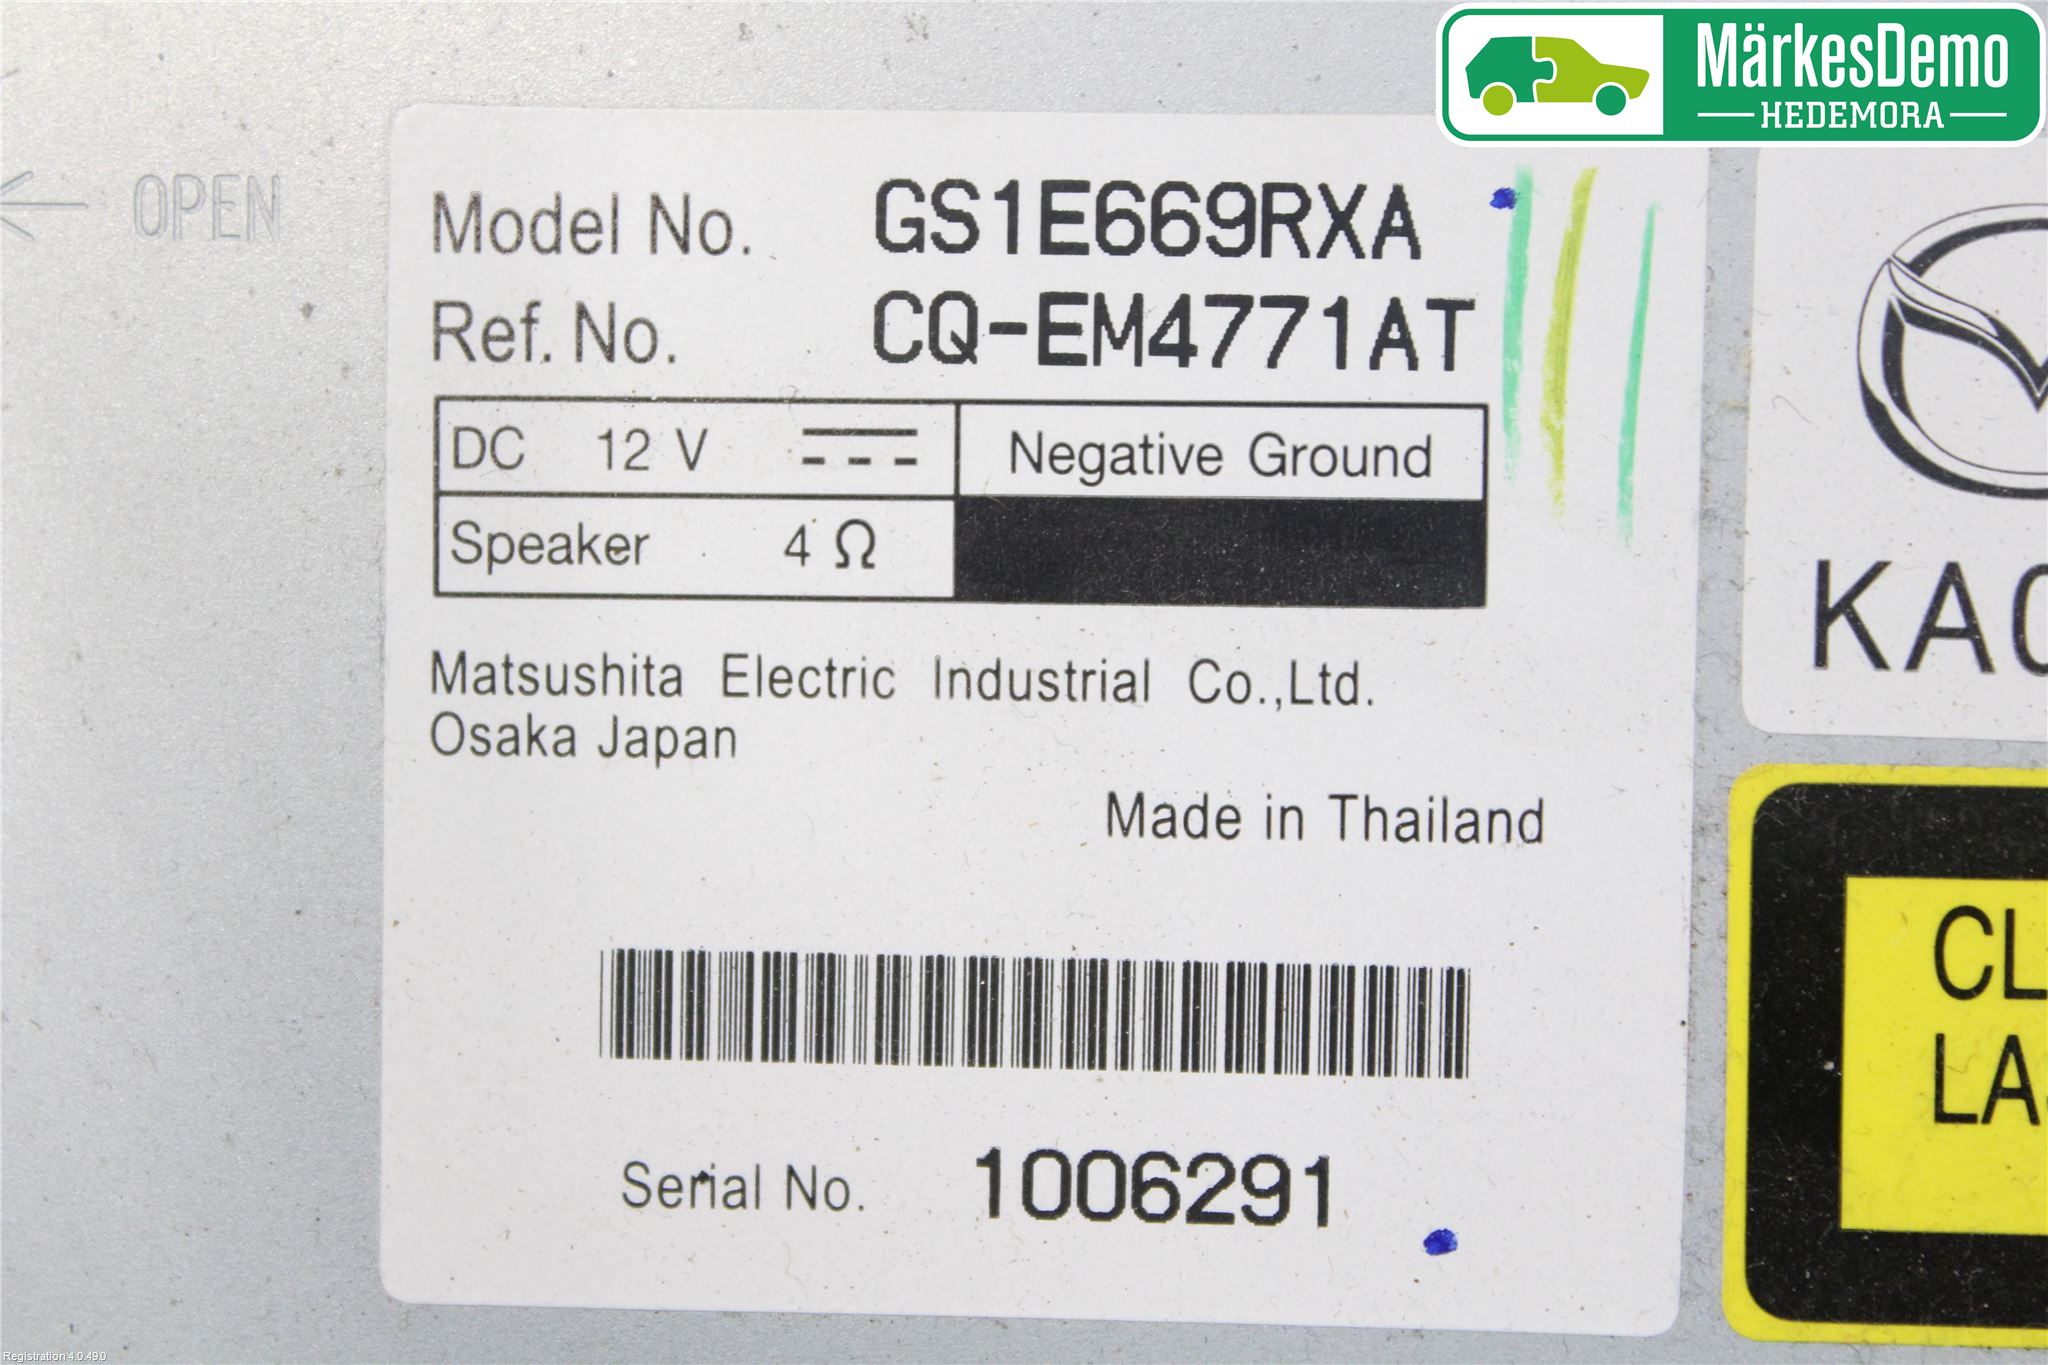 MärkesDemo
HEDEMORA
OPEN
Model No. GS1E669RXA
Ref. No. CQ-EM4771AT
DC 12 V Negative Ground
Speaker 4 Ω
Matsushita Electric Industrial Co.,Ltd.
Osaka Japan
Made in Thailand
Serial No. 1006291
Registration 4.0.49.0